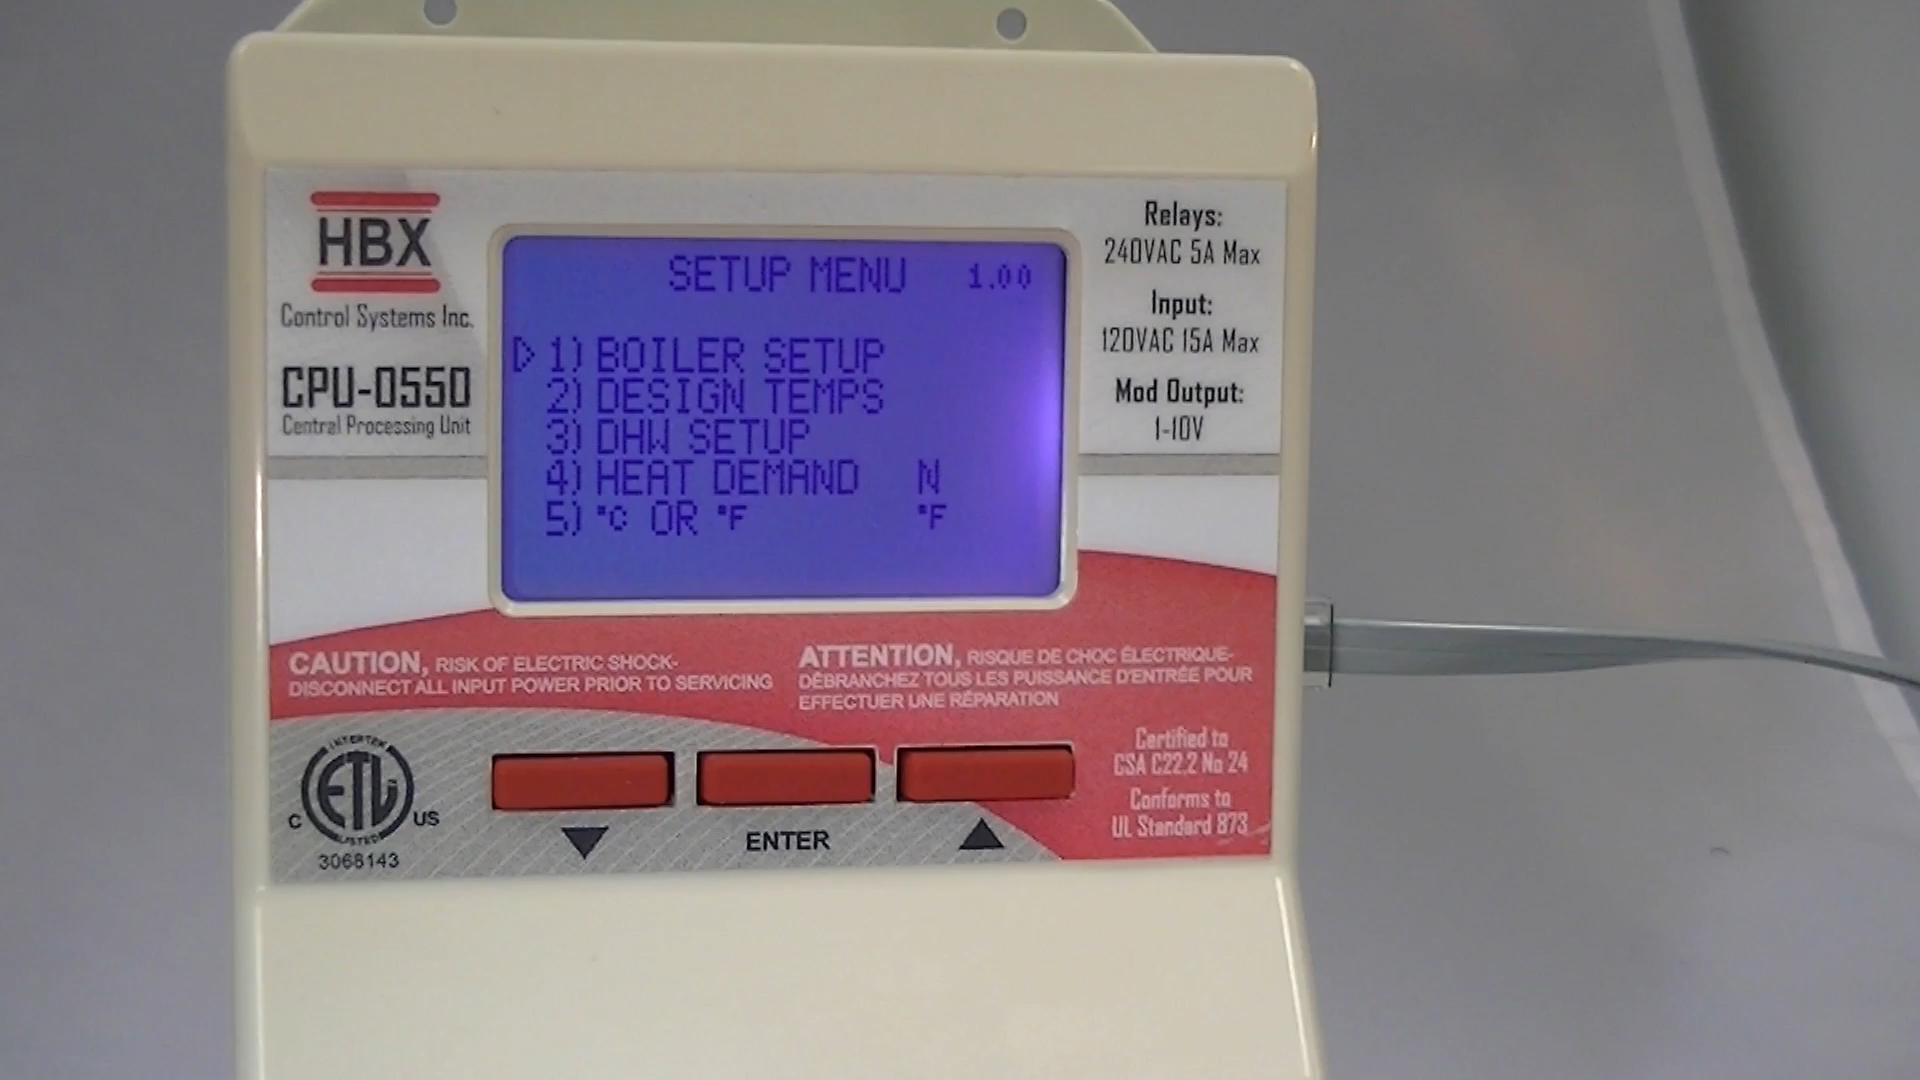 HBX
Control Systems Inc.
CPU-0550
Central Processing Unit
SETUP MENU 1.00
1) BOILER SETUP
2) DESIGN TEMPS
3) DHW SETUP
4) HEAT DEMAND N
5) °C OR °F °F
Relays:
240VAC 5A Max
Input:
120VAC 15A Max
Mod Output:
1-10V
CAUTION, RISK OF ELECTRIC SHOCK-
DISCONNECT ALL INPUT POWER PRIOR TO SERVICING
ATTENTION, RISQUE DE CHOC ÉLECTRIQUE-
DÉBRANCHEZ TOUS LES PUISSANCE D'ENTRÉE POUR
EFFECTUER UNE RÉPARATION
INTERTEK
ETL
LISTED
C US
3068143
ENTER
Certified to
CSA C22.2 No 24
Conforms to
UL Standard 873